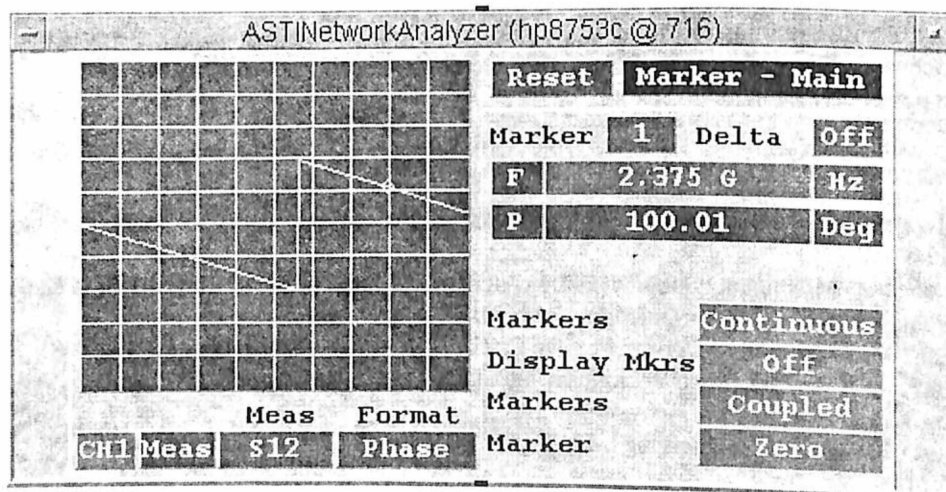 ASTINetworkAnalyzer (hp8753c @ 716)
Reset Marker - Main
Marker 1 Delta Off
F 2.375 G Hz
P 100.01 Deg
Markers Continuous
Display Mkrs Off
Markers Coupled
Marker Zero
Meas Format
CH1 Meas S12 Phase